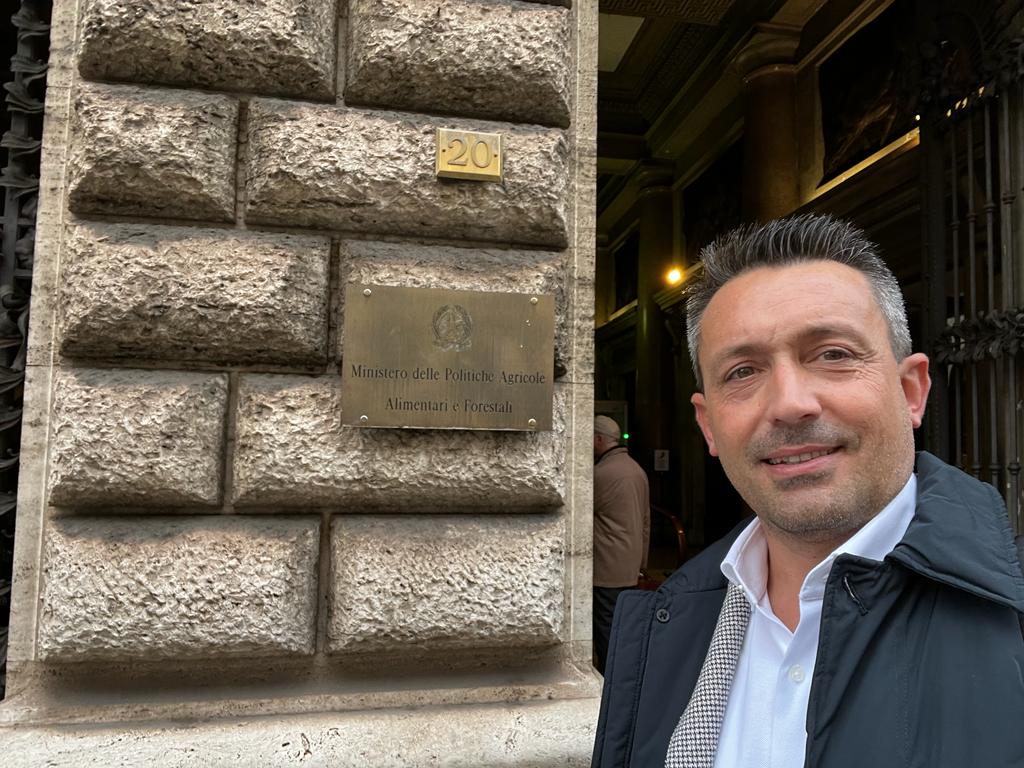 20
Ministero delle Politiche Agricole
Alimentari e Forestali